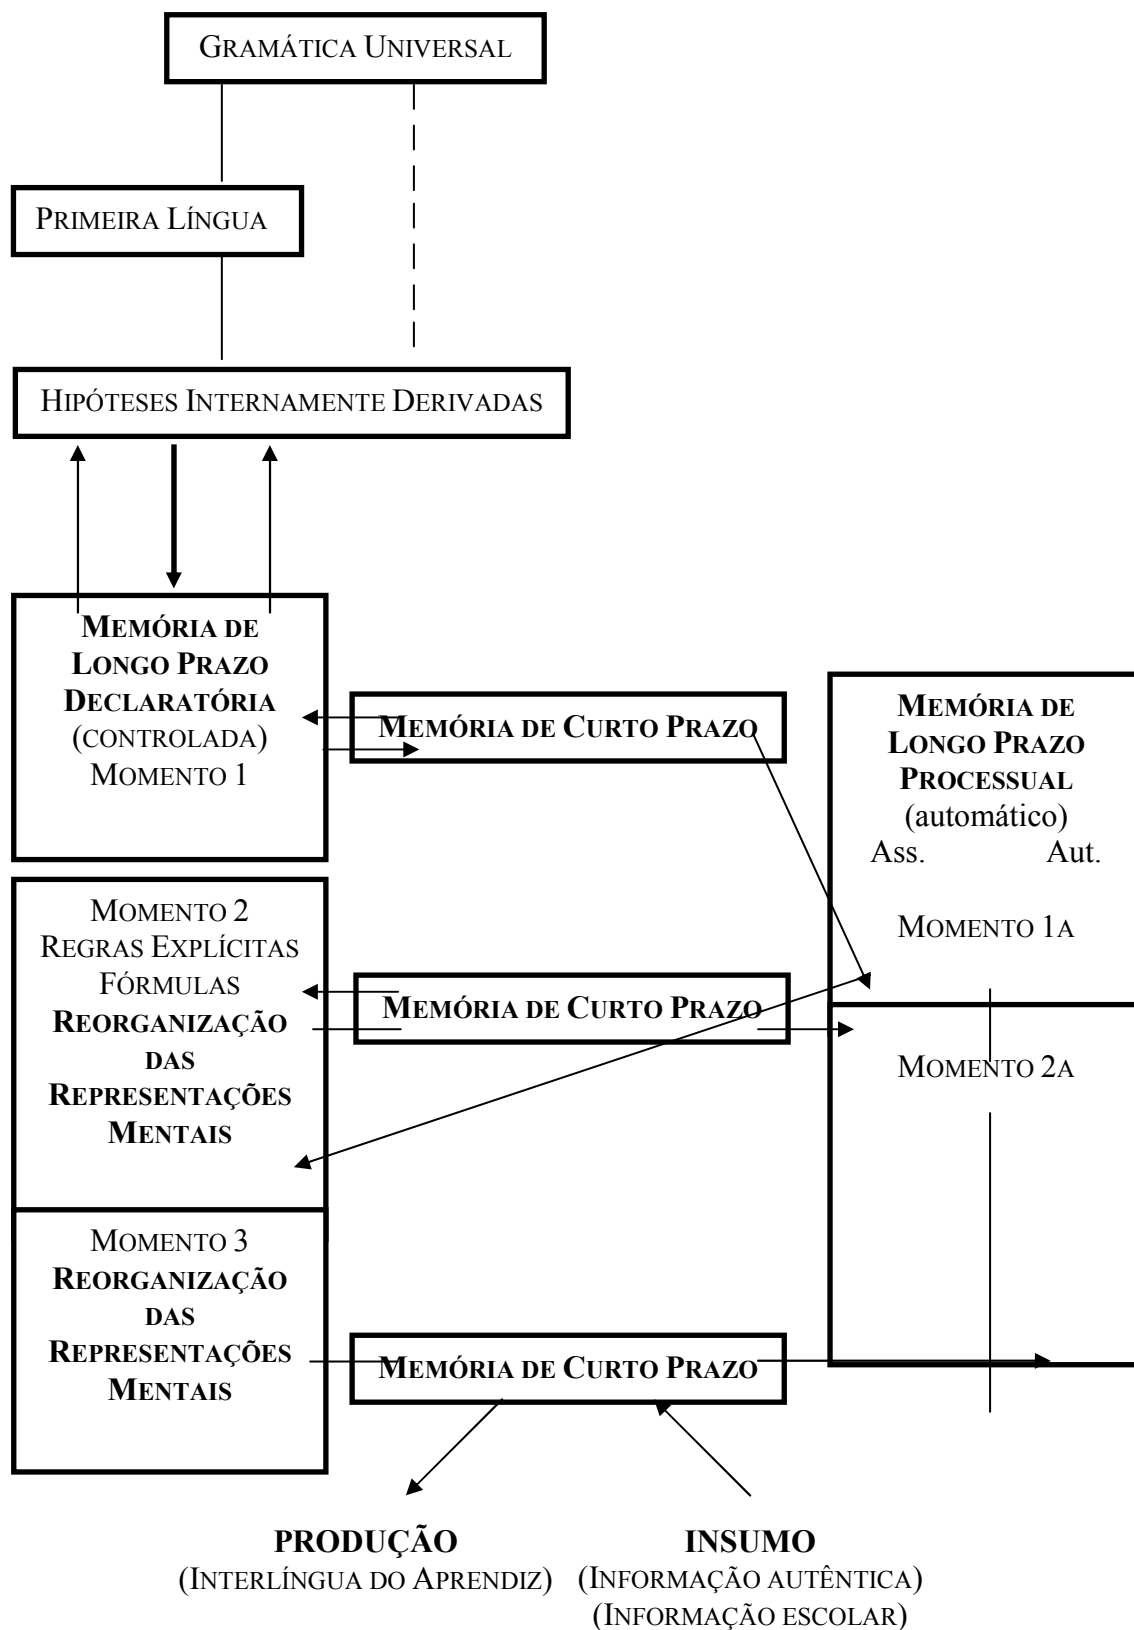 GRAMÁTICA UNIVERSAL
PRIMEIRA LÍNGUA
HIPÓTESES INTERNAMENTE DERIVADAS
MEMÓRIA DE
LONGO PRAZO
DECLARATÓRIA
(CONTROLADA)
MOMENTO 1
MEMÓRIA DE CURTO PRAZO
MEMÓRIA DE
LONGO PRAZO
PROCESSUAL
(automático)
Ass. Aut.
MOMENTO 1A
MOMENTO 2
REGRAS EXPLÍCITAS
FÓRMULAS
REORGANIZAÇÃO
DAS
REPRESENTAÇÕES
MENTAIS
MEMÓRIA DE CURTO PRAZO
MOMENTO 2A
MOMENTO 3
REORGANIZAÇÃO
DAS
REPRESENTAÇÕES
MENTAIS
MEMÓRIA DE CURTO PRAZO
PRODUÇÃO
(INTERLÍNGUA DO APRENDIZ)
INSUMO
(INFORMAÇÃO AUTÊNTICA)
(INFORMAÇÃO ESCOLAR)